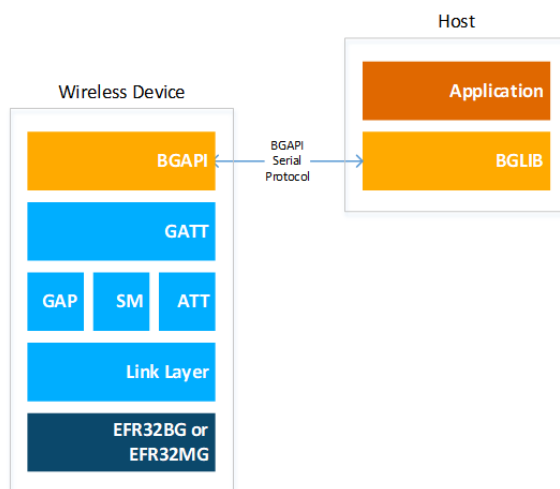 Host
Application
Wireless Device
BGAPI
BGAPI
Serial
Protocol
BGLIB
GATT
GAP
SM
ATT
Link Layer
EFR32BG or
EFR32MG